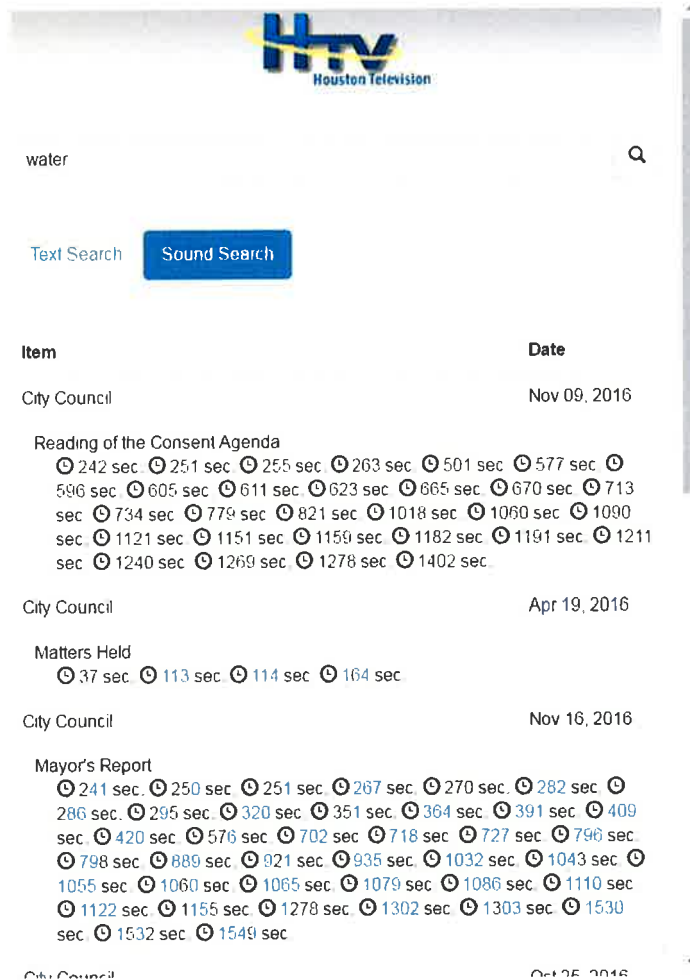 HTV
Houston Television
water
Text Search Sound Search
Item Date
City Council Nov 09, 2016
Reading of the Consent Agenda
242 sec. 251 sec. 255 sec. 263 sec. 501 sec. 577 sec.
596 sec. 605 sec. 611 sec. 623 sec. 665 sec. 670 sec. 713
sec. 734 sec. 779 sec. 821 sec. 1018 sec. 1060 sec. 1090
sec. 1121 sec. 1151 sec. 1159 sec. 1182 sec. 1191 sec. 1211
sec. 1240 sec. 1269 sec. 1278 sec. 1402 sec.
City Council Apr 19, 2016
Matters Held
37 sec. 113 sec. 114 sec. 164 sec.
City Council Nov 16, 2016
Mayor's Report
241 sec. 250 sec. 251 sec. 267 sec. 270 sec. 282 sec.
286 sec. 295 sec. 320 sec. 351 sec. 364 sec. 391 sec. 409
sec. 420 sec. 576 sec. 702 sec. 718 sec. 727 sec. 796 sec.
798 sec. 889 sec. 921 sec. 935 sec. 1032 sec. 1043 sec.
1055 sec. 1060 sec. 1065 sec. 1079 sec. 1086 sec. 1110 sec.
1122 sec. 1155 sec. 1278 sec. 1302 sec. 1303 sec. 1530
sec. 1532 sec. 1549 sec.
City Council Oct 25, 2016